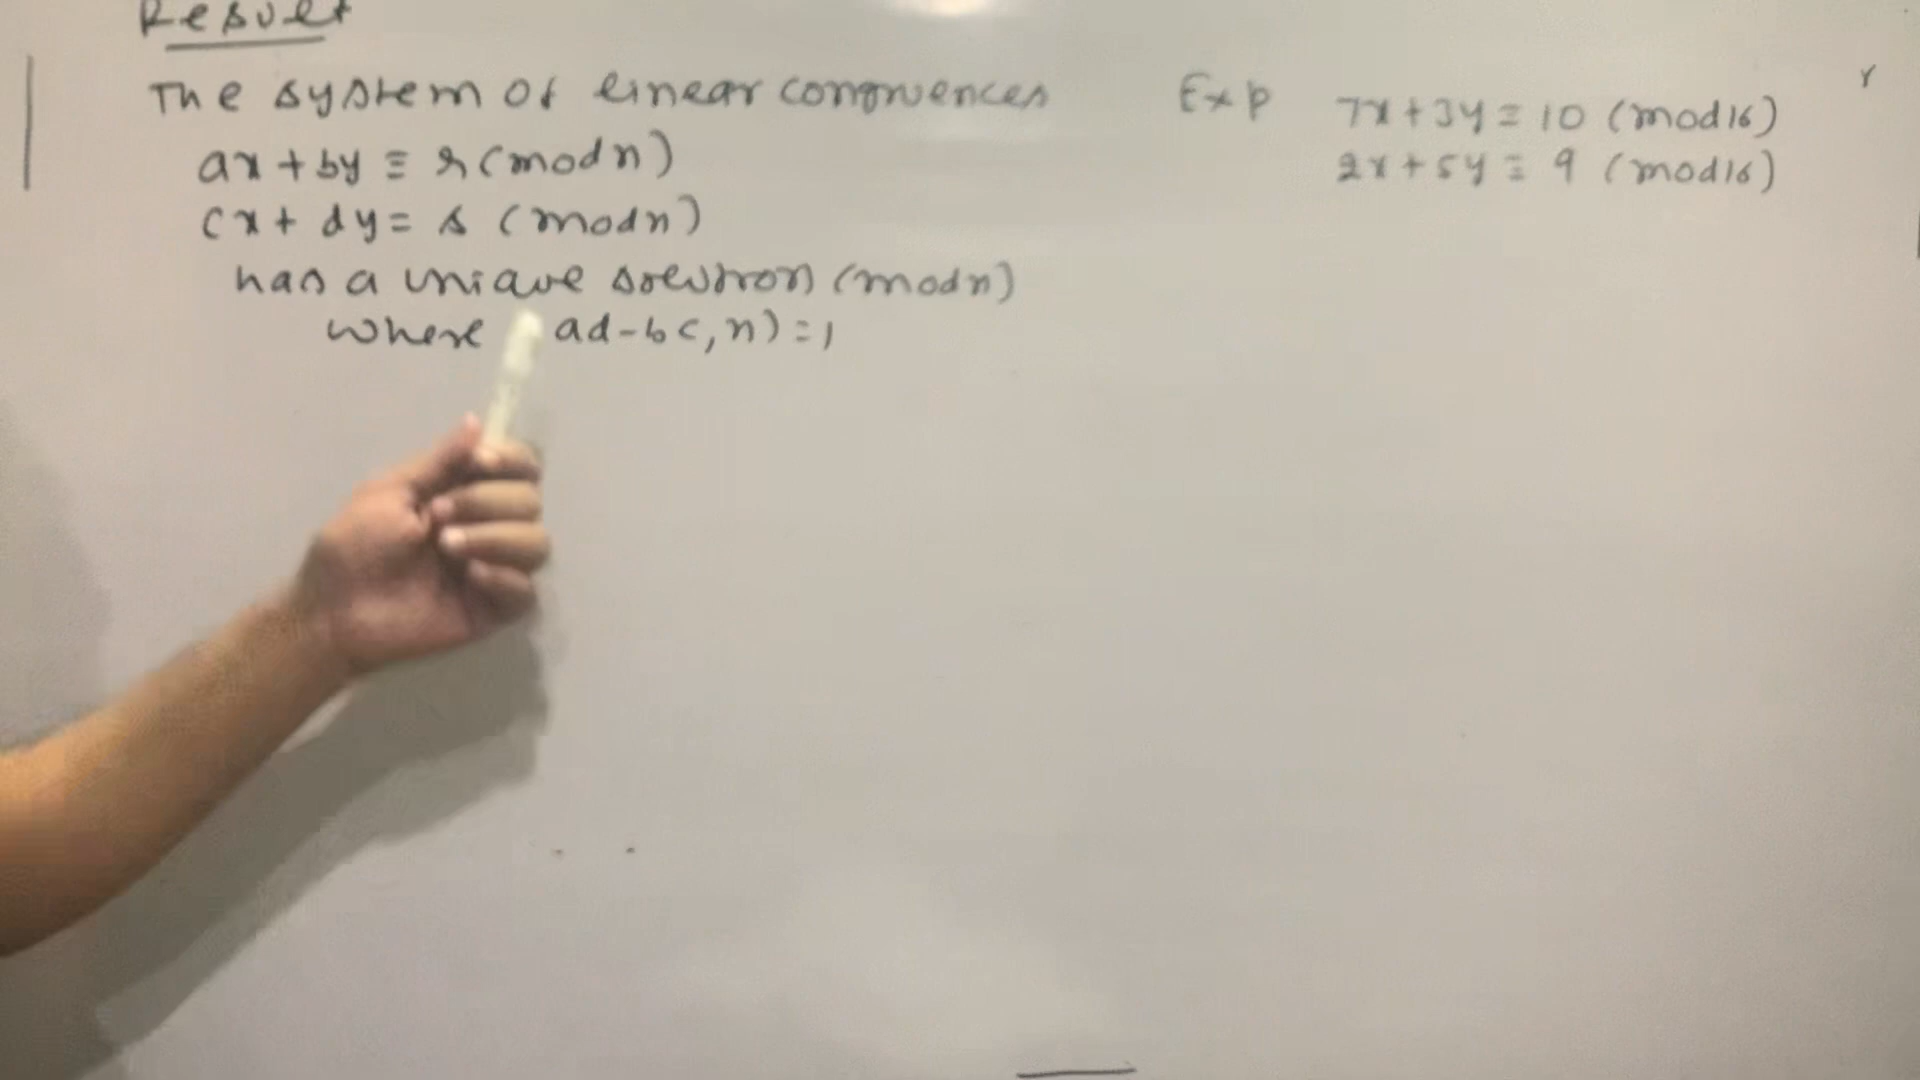 Result
The system of linear congruences
ax + by ≡ r (mod n)
cx + dy = s (mod n)
has a unique solution (mod n)
where ad-bc, n) = 1
Exp 7x + 3y ≡ 10 (mod 16)
2x + 5y ≡ 9 (mod 16)